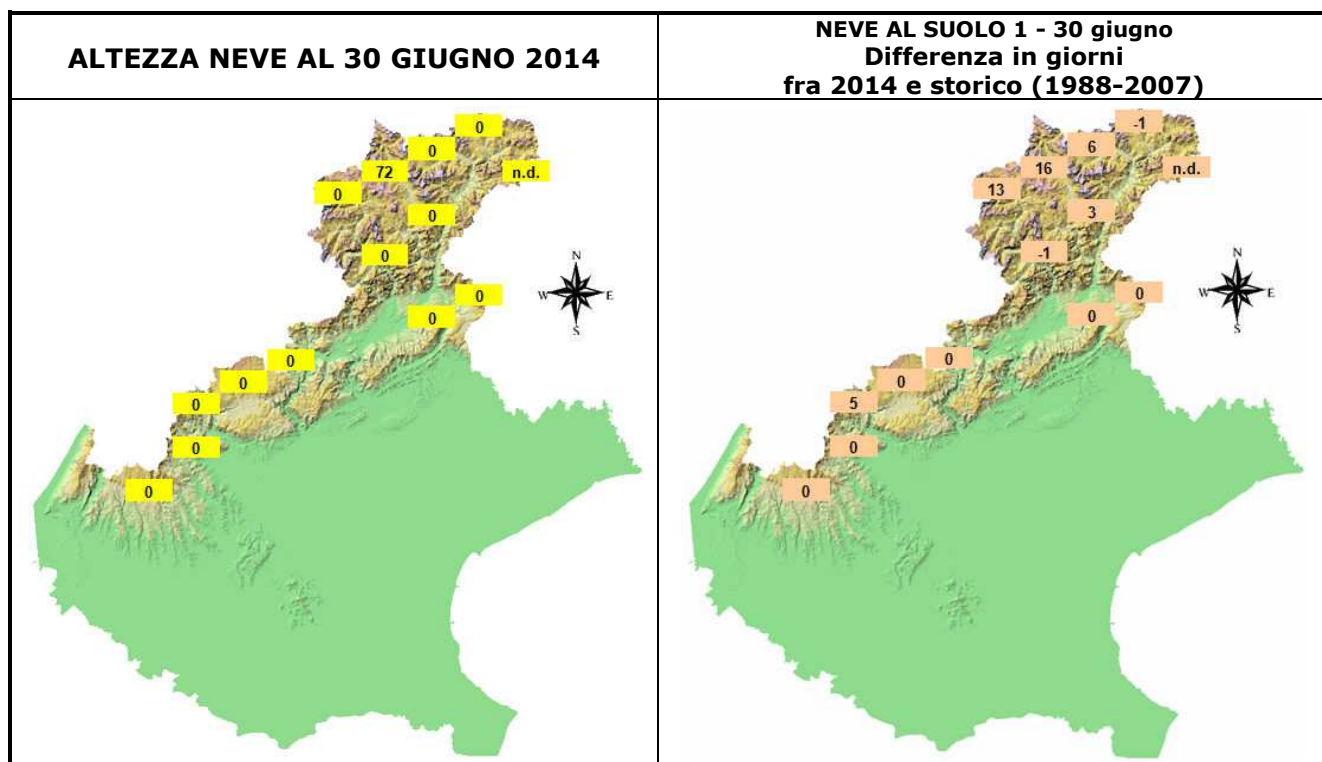 ALTEZZA NEVE AL 30 GIUGNO 2014
NEVE AL SUOLO 1 - 30 giugno
Differenza in giorni
fra 2014 e storico (1988-2007)
0
0
72
n.d.
0
0
0
N
W E
S
0
0
0
0
0
0
0
-1
6
16
n.d.
13
3
-1
N
W E
S
0
0
0
0
5
0
0